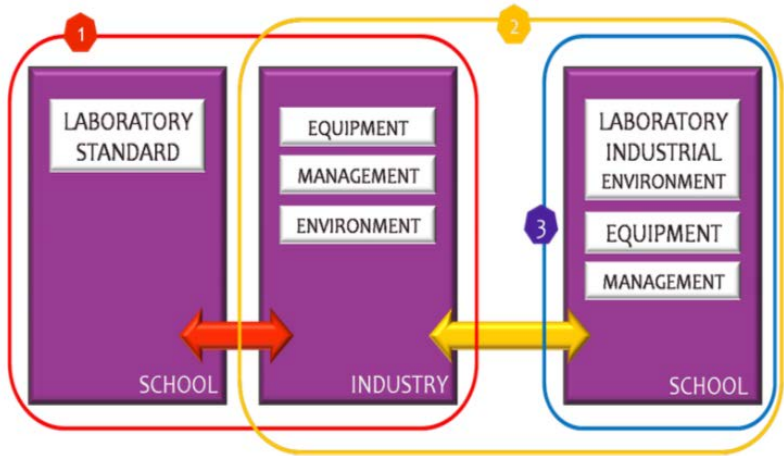 1
2
LABORATORY
STANDARD
SCHOOL
EQUIPMENT
MANAGEMENT
ENVIRONMENT
INDUSTRY
3
LABORATORY
INDUSTRIAL
ENVIRONMENT
EQUIPMENT
MANAGEMENT
SCHOOL